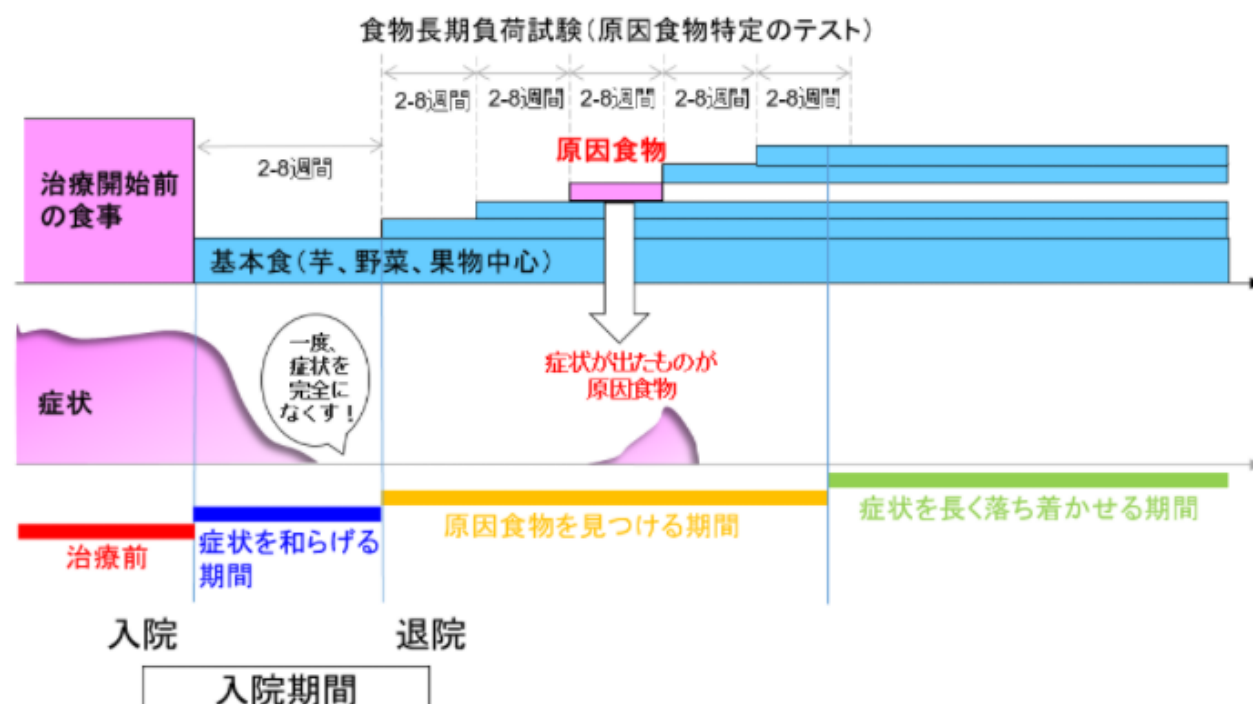 食物長期負荷試験（原因食物特定のテスト）
2-8週間
2-8週間
2-8週間
2-8週間
2-8週間
2-8週間
原因食物
治療開始前
の食事
基本食（芋、野菜、果物中心）
一度、
症状を
完全に
なくす！
症状が出たものが
原因食物
症状
治療前
症状を和らげる
期間
原因食物を見つける期間
症状を長く落ち着かせる期間
入院
退院
入院期間